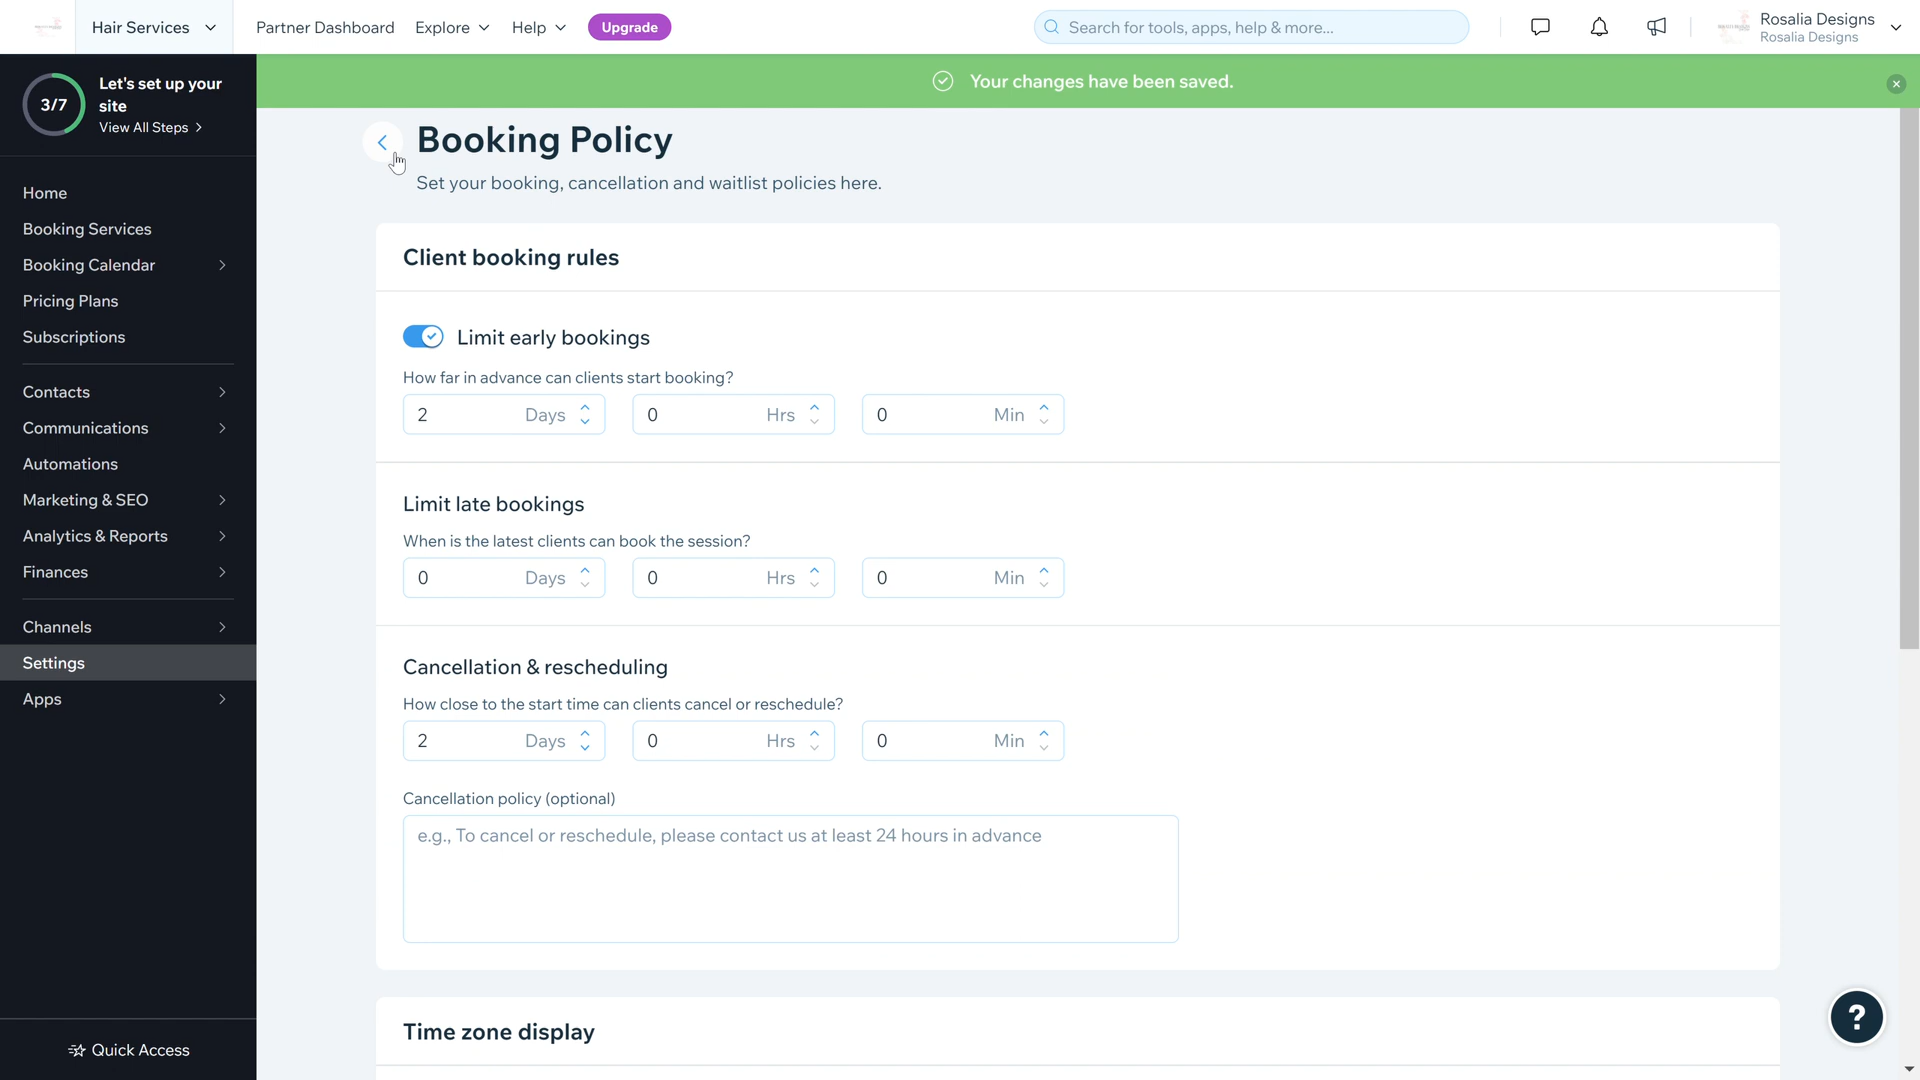 Hair Services
Partner Dashboard
Explore
Help
Upgrade
Search for tools, apps, help & more...
Rosalia Designs
Rosalia Designs
3/7
Let's set up your
site
View All Steps
Your changes have been saved.
Home
Booking Services
Booking Calendar
Pricing Plans
Subscriptions
Contacts
Communications
Automations
Marketing & SEO
Analytics & Reports
Finances
Channels
Settings
Apps
Quick Access
Booking Policy
Set your booking, cancellation and waitlist policies here.
Client booking rules
Limit early bookings
How far in advance can clients start booking?
2 Days 0 Hrs 0 Min
Limit late bookings
When is the latest clients can book the session?
0 Days 0 Hrs 0 Min
Cancellation & rescheduling
How close to the start time can clients cancel or reschedule?
2 Days 0 Hrs 0 Min
Cancellation policy (optional)
e.g., To cancel or reschedule, please contact us at least 24 hours in advance
Time zone display
?